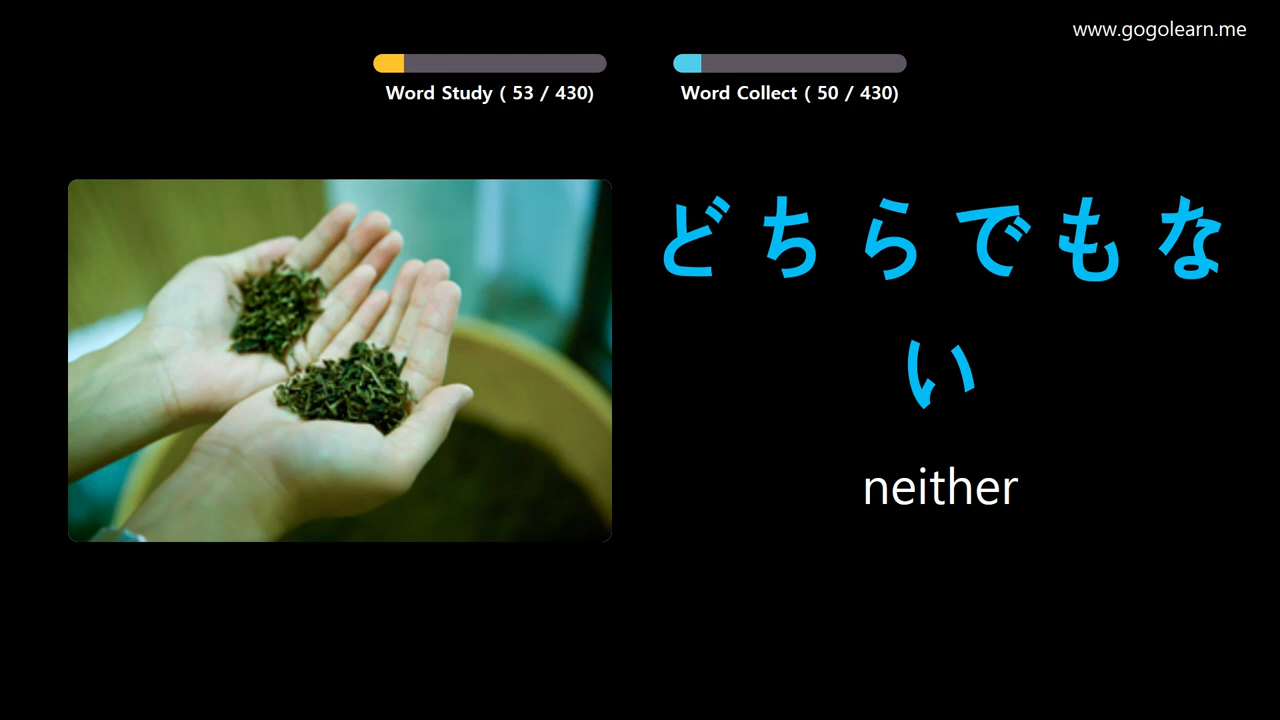 www.gogolearn.me
Word Study ( 53 / 430)
Word Collect ( 50 / 430)
どちらでもな
い
neither